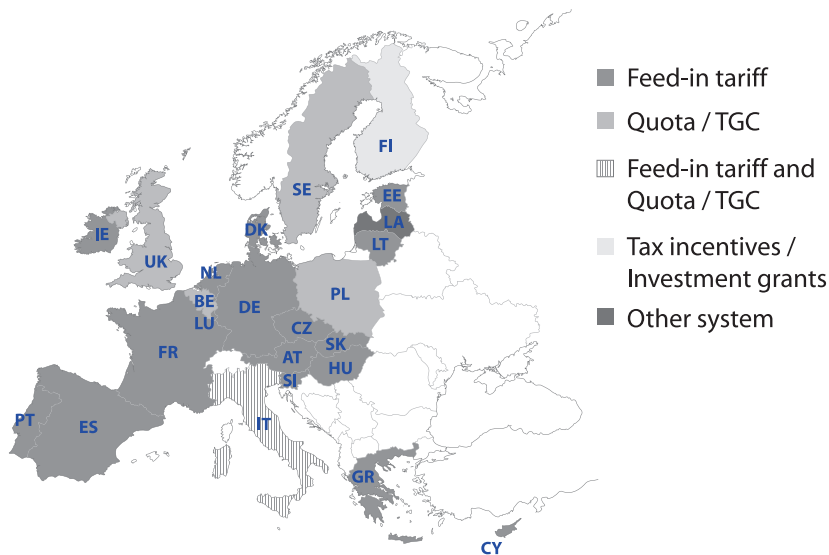 Feed-in tariff
Quota / TGC
Feed-in tariff and
Quota / TGC
Tax incentives /
Investment grants
Other system
FI
SE
EE
LA
LT
DK
IE
UK
NL
BE
LU
DE
PL
CZ
SK
AT
HU
SI
FR
IT
PT
ES
GR
CY